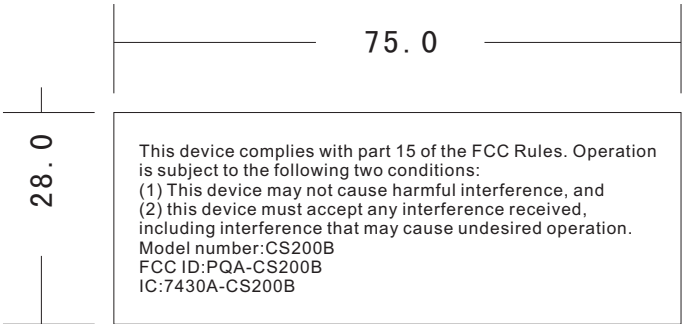 75.0
28.0
This device complies with part 15 of the FCC Rules. Operation
is subject to the following two conditions:
(1) This device may not cause harmful interference, and
(2) this device must accept any interference received,
including interference that may cause undesired operation.
Model number:CS200B
FCC ID:PQA-CS200B
IC:7430A-CS200B